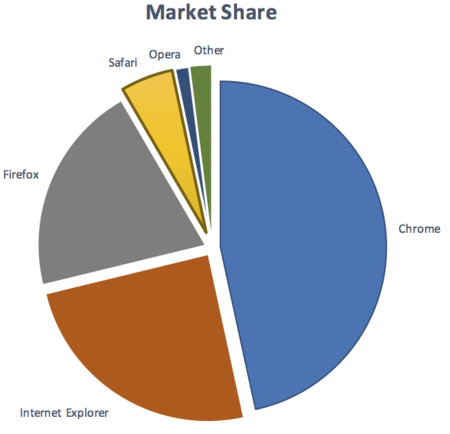 Market Share
Other
Opera
Safari
Firefox
Chrome
Internet Explorer